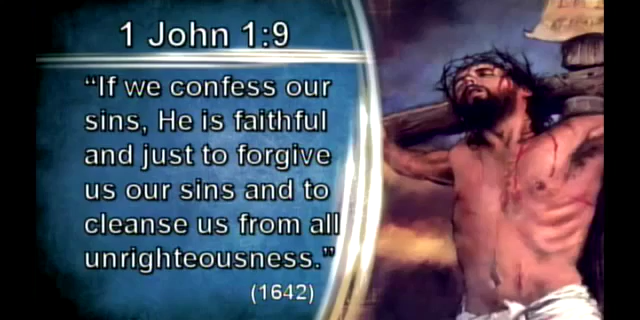 1 John 1:9
“If we confess our
sins, He is faithful
and just to forgive
us our sins and to
cleanse us from all
unrighteousness.”
(1642)